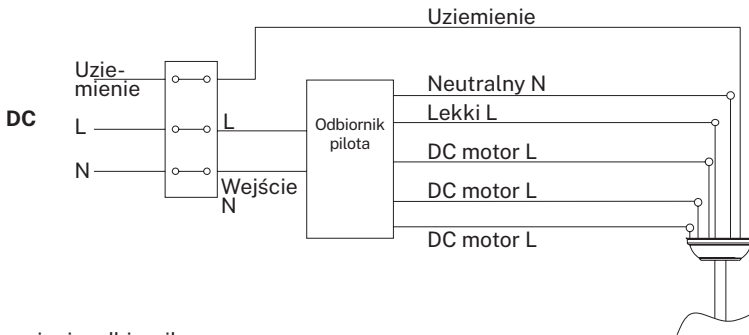 Uziemienie
Uzie-
mienie
DC
L
L
N
Wejście
N
Odbiornik
pilota
Neutralny N
Lekki L
DC motor L
DC motor L
DC motor L